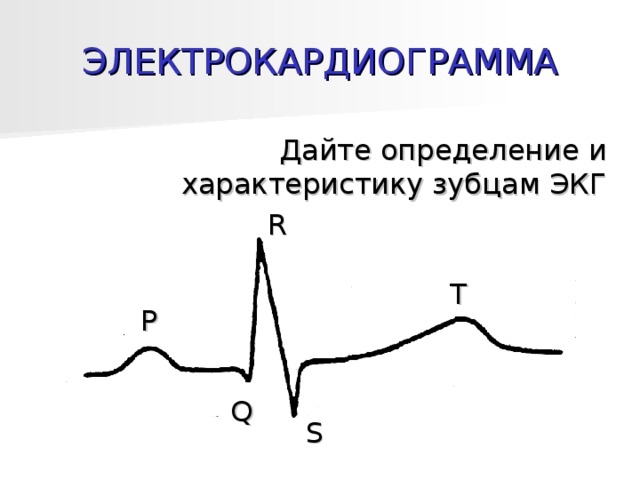 ЭЛЕКТРОКАРДИОГРАММА
Дайте определение и
характеристику зубцам ЭКГ
R
T
P
Q
S